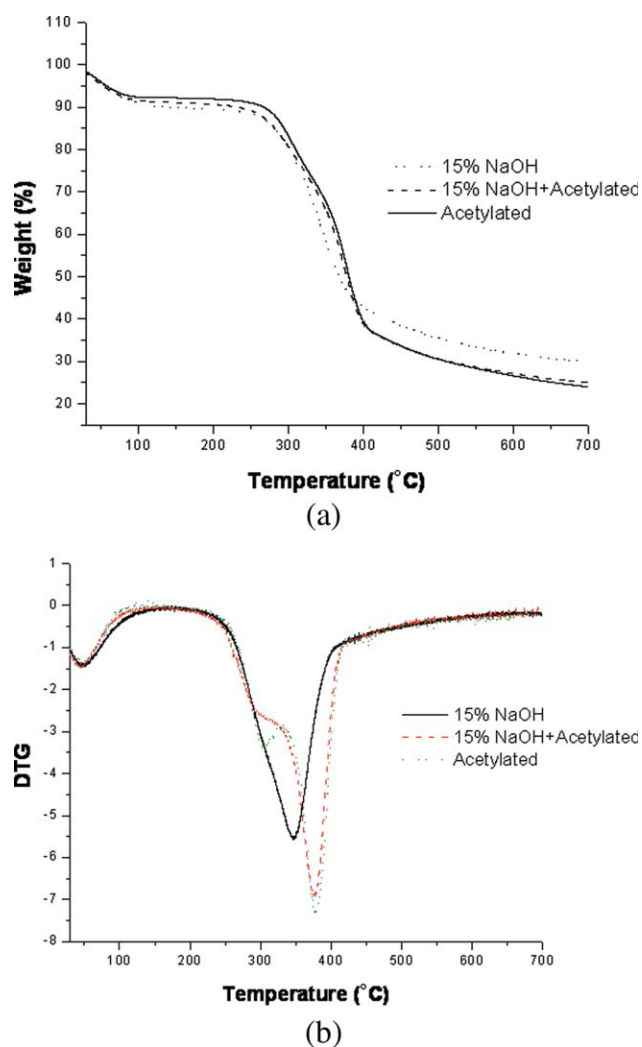 110
100
90
80
70
60
50
40
30
20
Weight (%)
15% NaOH
15% NaOH+Acetylated
Acetylated
100 200 300 400 500 600 700
Temperature (°C)
(a)
1
0
-1
-2
-3
-4
-5
-6
-7
-8
DTG
15% NaOH
15% NaOH+Acetylated
Acetylated
100 200 300 400 500 600 700
Temperature (°C)
(b)